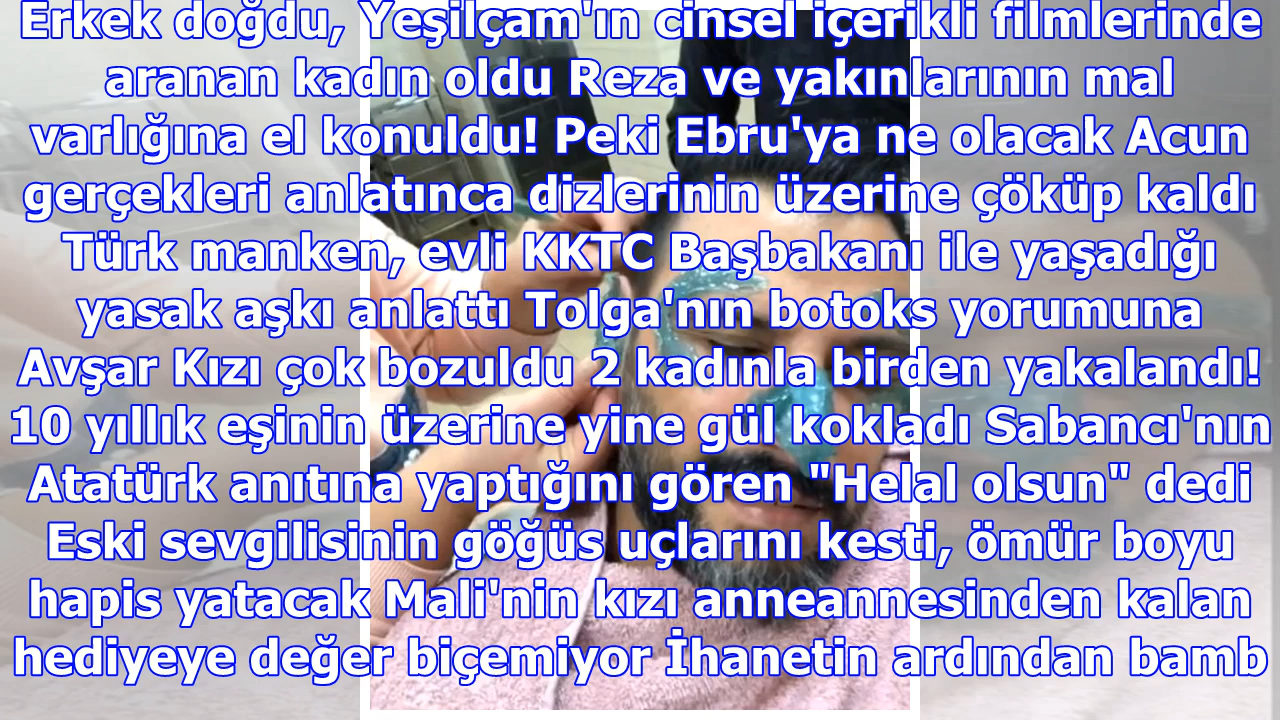 Erkek doğdu, Yeşilçam'ın cinsel içerikli filmlerinde
aranan kadın oldu Reza ve yakınlarının mal
varlığına el konuldu! Peki Ebru'ya ne olacak Acun
gerçekleri anlatınca dizlerinin üzerine çöküp kaldı
Türk manken, evli KKTC Başbakanı ile yaşadığı
yasak aşkı anlattı Tolga'nın botoks yorumuna
Avşar Kızı çok bozuldu 2 kadınla birden yakalandı!
10 yıllık eşinin üzerine yine gül kokladı Sabancı'nın
Atatürk anıtına yaptığını gören "Helal olsun" dedi
Eski sevgilisinin göğüs uçlarını kesti, ömür boyu
hapis yatacak Mali'nin kızı anneannesinden kalan
hediyeye değer biçemiyor İhanetin ardından bamb